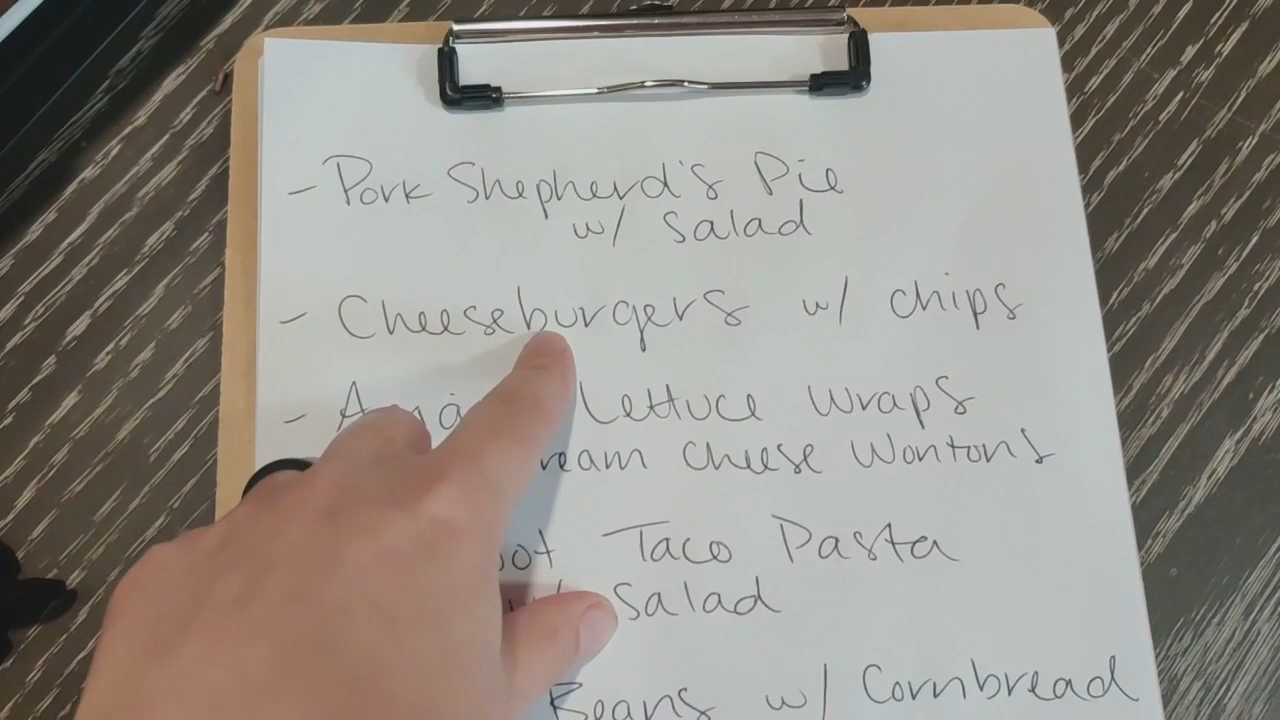 - Pork Shepherd's Pie
w/ Salad
- Cheeseburgers w/ chips
- Lettuce Wraps
Cheese Wontons
Taco Pasta
w/ Salad
Beans w/ Cornbread